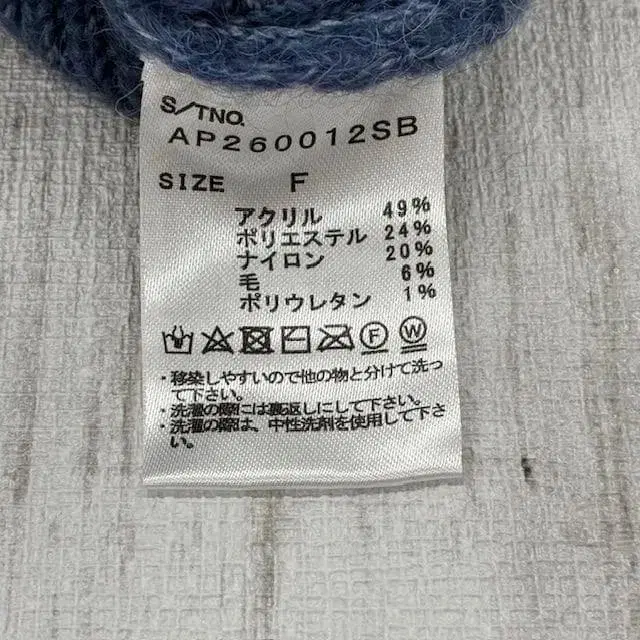 S/TNO.
AP260012SB
SIZE F
アクリル 49%
ポリエステル 24%
ナイロン 20%
毛 6%
ポリウレタン 1%
F W
・移染しやすいので他の物と分けて洗っ
て下さい。
・洗濯の際には裏返しにして下さい。
・洗濯の際は、中性洗剤を使用して下さ
い。